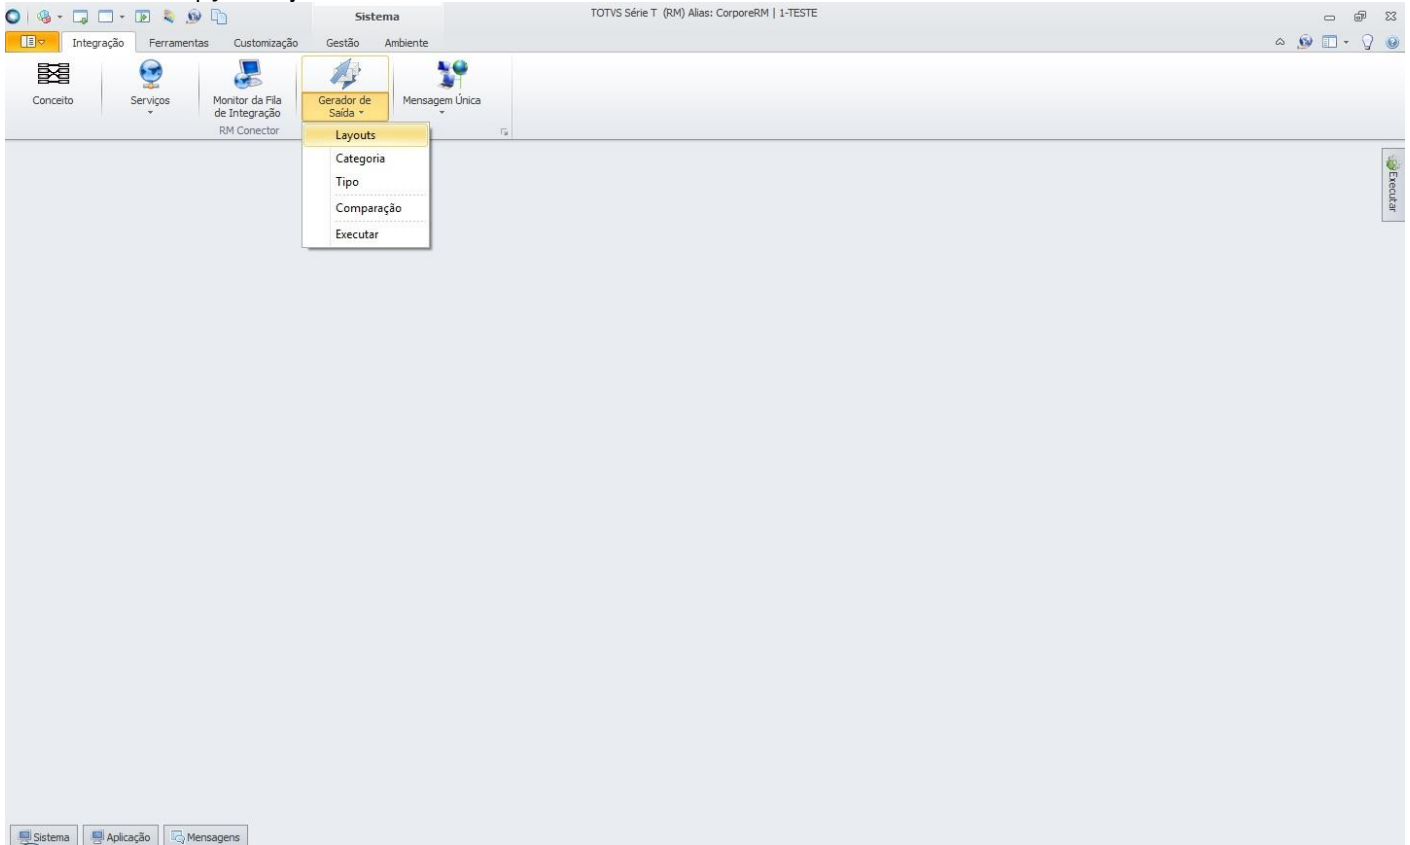 Sistema
TOTVS Série T (RM) Alias: CorporeRM | 1-TESTE
Integração
Ferramentas
Customização
Gestão
Ambiente
Conceito
Serviços
Monitor da Fila
de Integração
Gerador de
Saída
Mensagem Única
RM Conector
Layouts
Categoria
Tipo
Comparação
Executar
Executar
Sistema
Aplicação
Mensagens